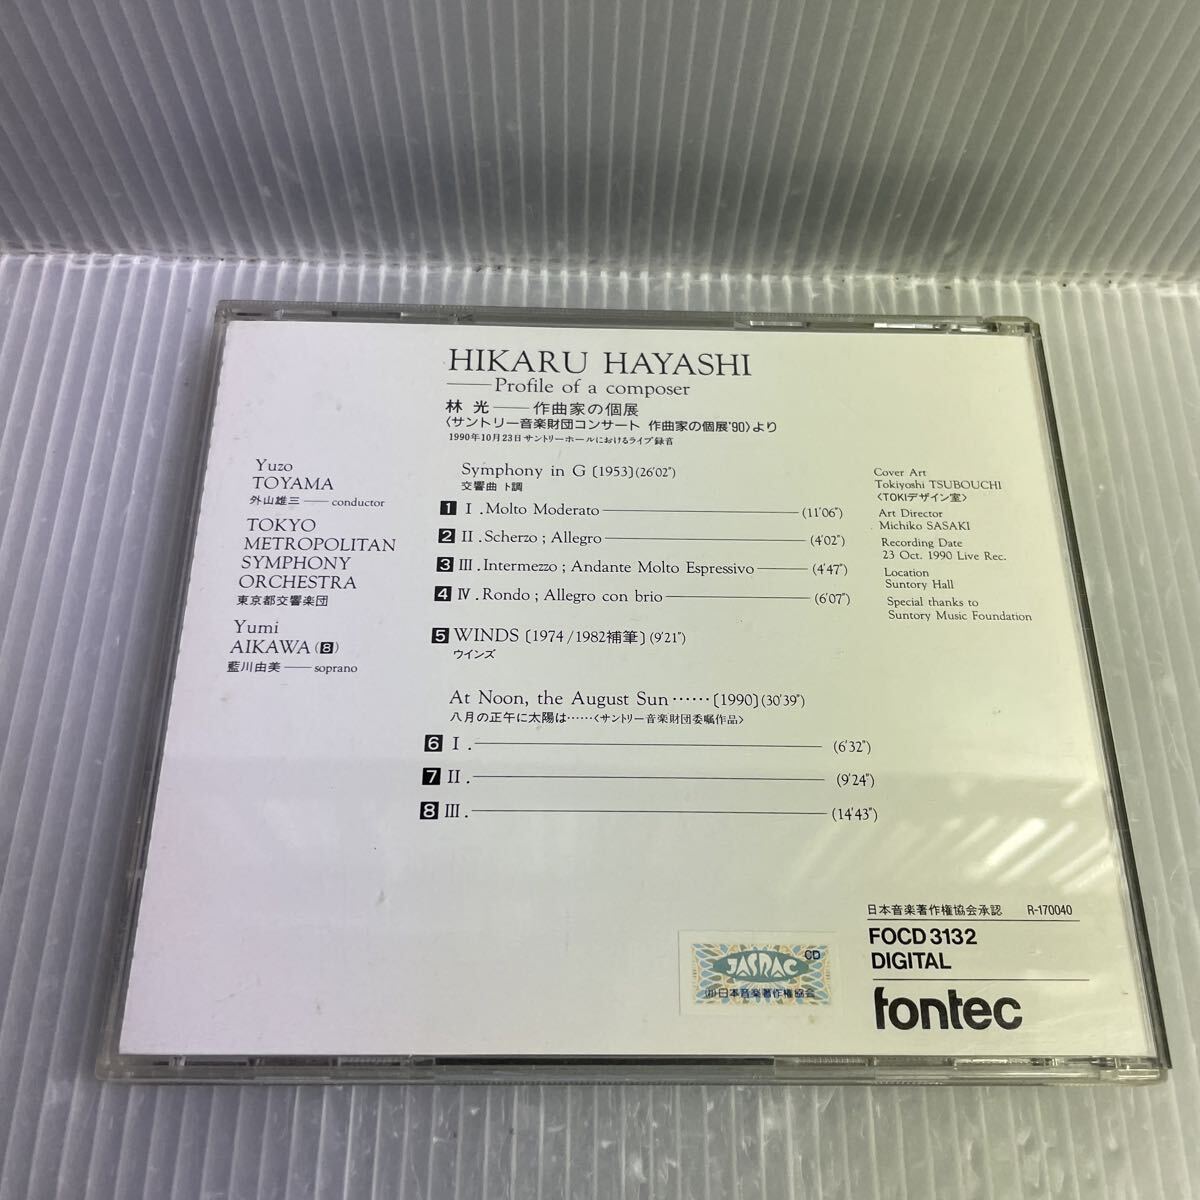 HIKARU HAYASHI
——Profile of a composer
林 光——作曲家の個展
〈サントリー音楽財団コンサート 作曲家の個展'90〉より
1990年10月23日サントリーホールにおけるライブ録音
Yuzo
TOYAMA
外山雄三——conductor
TOKYO
METROPOLITAN
SYMPHONY
ORCHESTRA
東京都交響楽団
Yumi
AIKAWA(8)
藍川由美——soprano
Symphony in G〔1953〕(26'02")
交響曲 ト調
1 Ⅰ.Molto Moderato——(11'06")
2 Ⅱ.Scherzo ; Allegro——(4'02")
3 Ⅲ.Intermezzo ; Andante Molto Espressivo——(4'47")
4 Ⅳ.Rondo ; Allegro con brio——(6'07")
5 WINDS〔1974/1982補筆〕(9'21")
ウインズ
At Noon, the August Sun……〔1990〕(30'39")
八月の正午に太陽は……〈サントリー音楽財団委嘱作品〉
6 Ⅰ.——(6'32")
7 Ⅱ.——(9'24")
8 Ⅲ.——(14'43")
Cover Art
Tokiyoshi TSUBOUCHI
〈TOKIデザイン室〉
Art Director
Michiko SASAKI
Recording Date
23 Oct. 1990 Live Rec.
Location
Suntory Hall
Special thanks to
Suntory Music Foundation
日本音楽著作権協会承認 R-170040
FOCD 3132
DIGITAL
fontec
CD
JASRAC
(社)日本音楽著作権協会